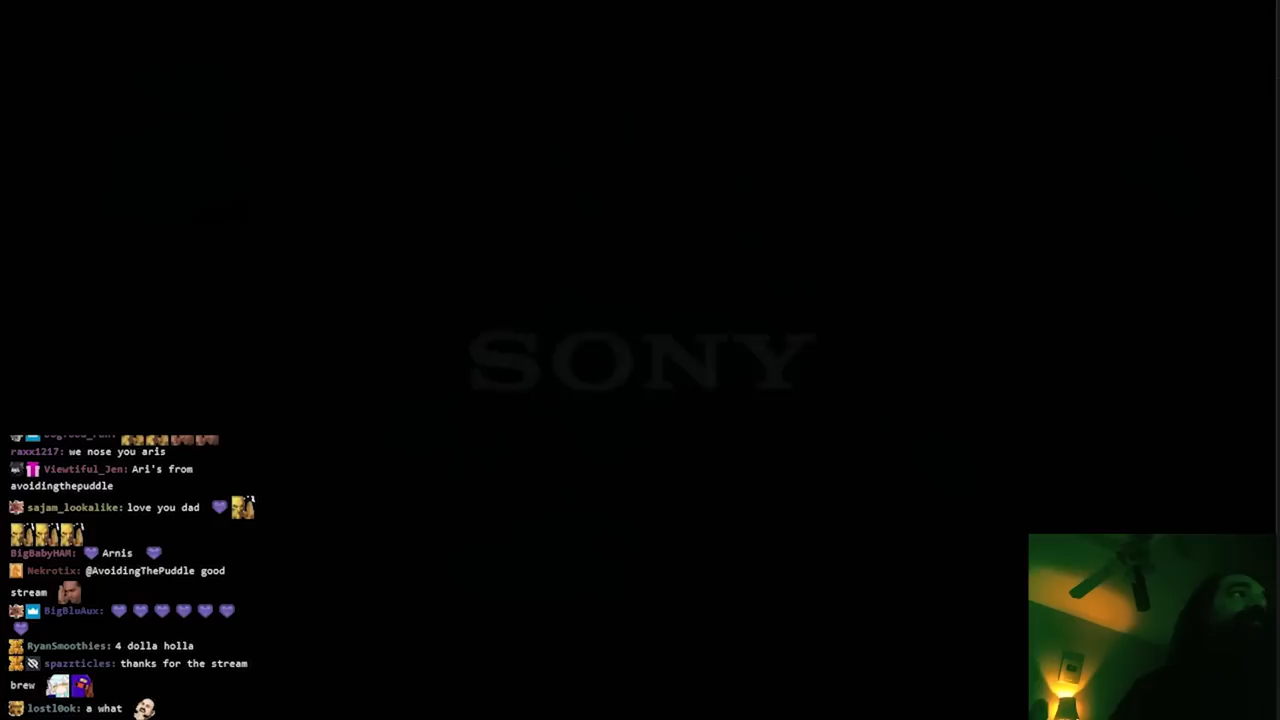 SONY
raxx1217: we nose you aris
Viewtiful_Jen: Ari's from
avoidingthepuddle
sajam_lookalike: love you dad
BigBabyHAM: Arnis
Nekrotix: @AvoidingThePuddle good
stream
BigBluAux:
RyanSmoothies: 4 dolla holla
spazzticles: thanks for the stream
brew
lostl0ok: a what